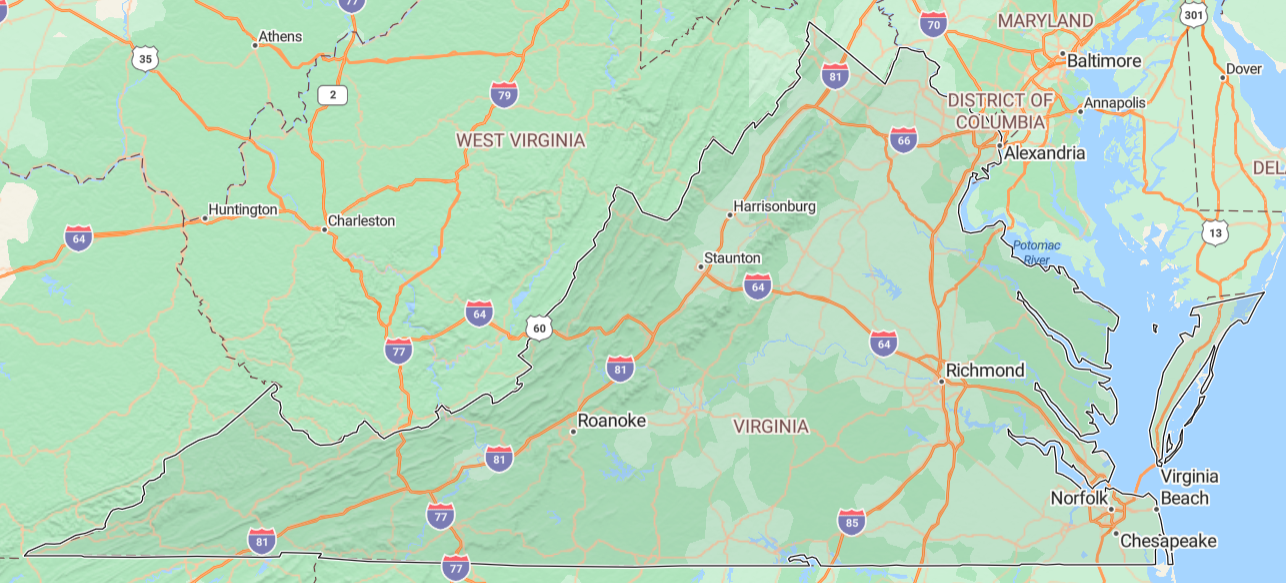 77
301
70
MARYLAND
Athens
35
Baltimore
Dover
81
79
2
DISTRICT OF
COLUMBIA
Annapolis
WEST VIRGINIA
66
Alexandria
DEL
Huntington
Harrisonburg
Charleston
64
13
Potomac
River
Staunton
64
64
60
64
77
81
Richmond
Roanoke
VIRGINIA
81
Virginia
Beach
Norfolk
77
85
81
Chesapeake
77